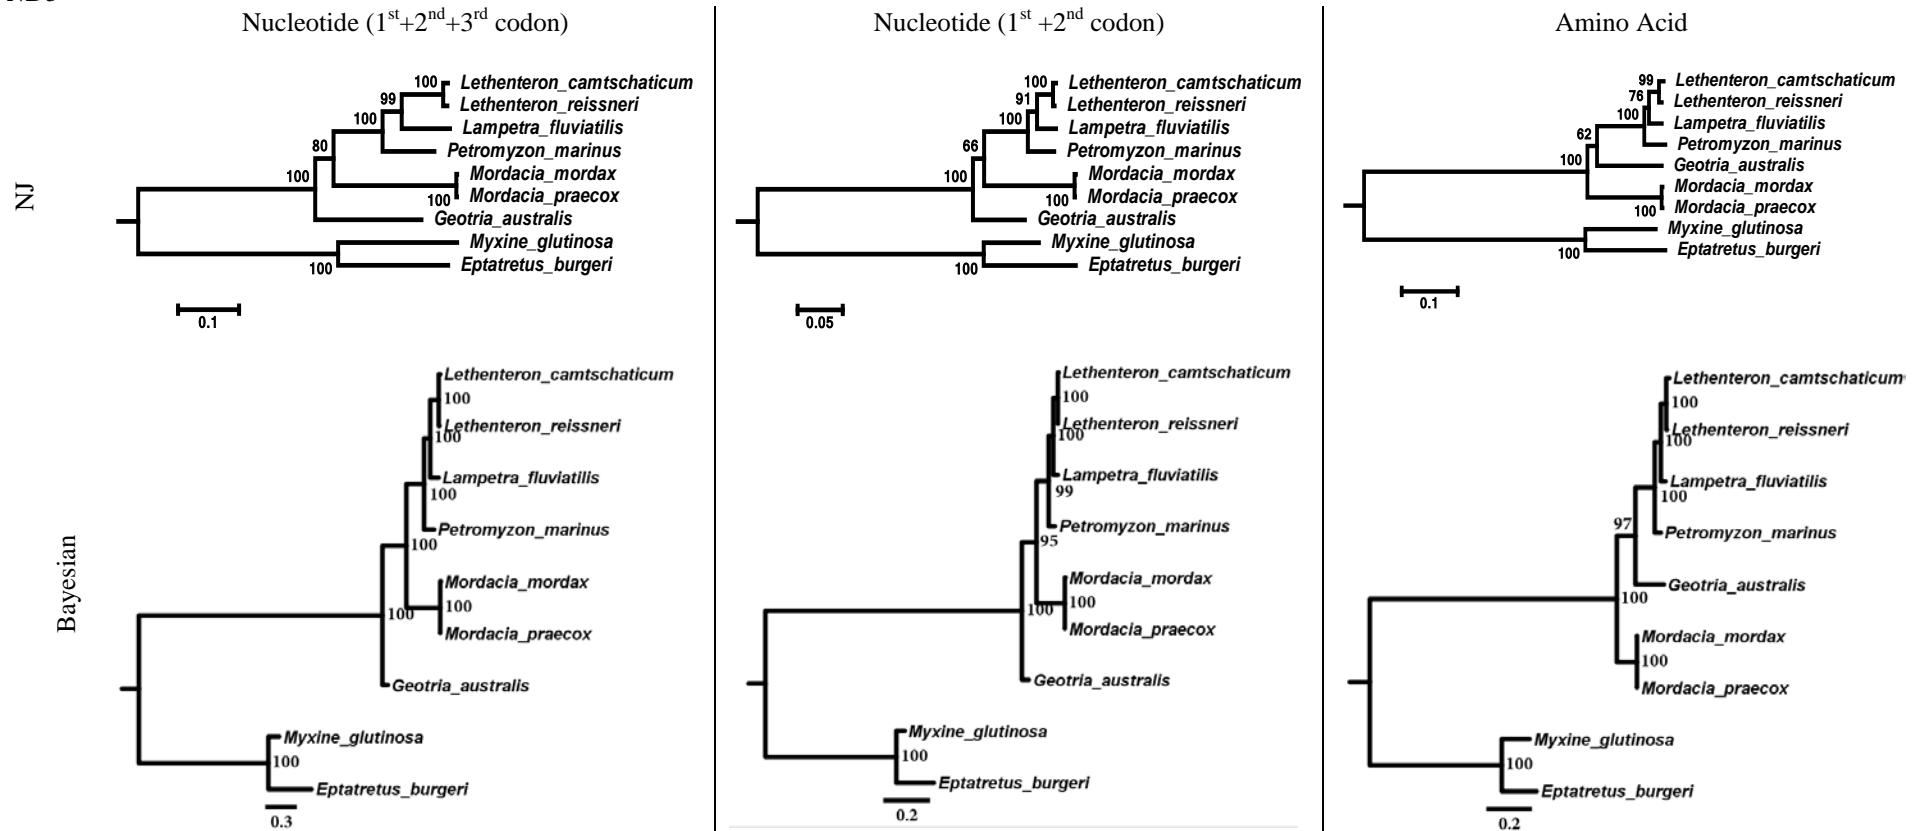 Nucleotide (1st+2nd+3rd codon)
Nucleotide (1st +2nd codon)
Amino Acid
NJ
100 Lethenteron_camtschaticum
99 Lethenteron_reissneri
100 Lampetra_fluviatilis
80 Petromyzon_marinus
100 Mordacia_mordax
100 Mordacia_praecox
Geotria_australis
Myxine_glutinosa
100 Eptatretus_burgeri
0.1
100 Lethenteron_camtschaticum
91 Lethenteron_reissneri
100 Lampetra_fluviatilis
66 Petromyzon_marinus
100 Mordacia_mordax
100 Mordacia_praecox
Geotria_australis
Myxine_glutinosa
100 Eptatretus_burgeri
0.05
99 Lethenteron_camtschaticum
76 Lethenteron_reissneri
100 Lampetra_fluviatilis
62 Petromyzon_marinus
100 Geotria_australis
Mordacia_mordax
100 Mordacia_praecox
Myxine_glutinosa
100 Eptatretus_burgeri
0.1
Bayesian
Lethenteron_camtschaticum
100
Lethenteron_reissneri
100
Lampetra_fluviatilis
100
Petromyzon_marinus
100
Mordacia_mordax
100 100
Mordacia_praecox
Geotria_australis
Myxine_glutinosa
100
Eptatretus_burgeri
0.3
Lethenteron_camtschaticum
100
Lethenteron_reissneri
100
Lampetra_fluviatilis
99
Petromyzon_marinus
95
Mordacia_mordax
100 100
Mordacia_praecox
Geotria_australis
Myxine_glutinosa
100
Eptatretus_burgeri
0.2
Lethenteron_camtschaticum
100
Lethenteron_reissneri
100
Lampetra_fluviatilis
100
97
Petromyzon_marinus
Geotria_australis
100
Mordacia_mordax
100
Mordacia_praecox
Myxine_glutinosa
100
Eptatretus_burgeri
0.2